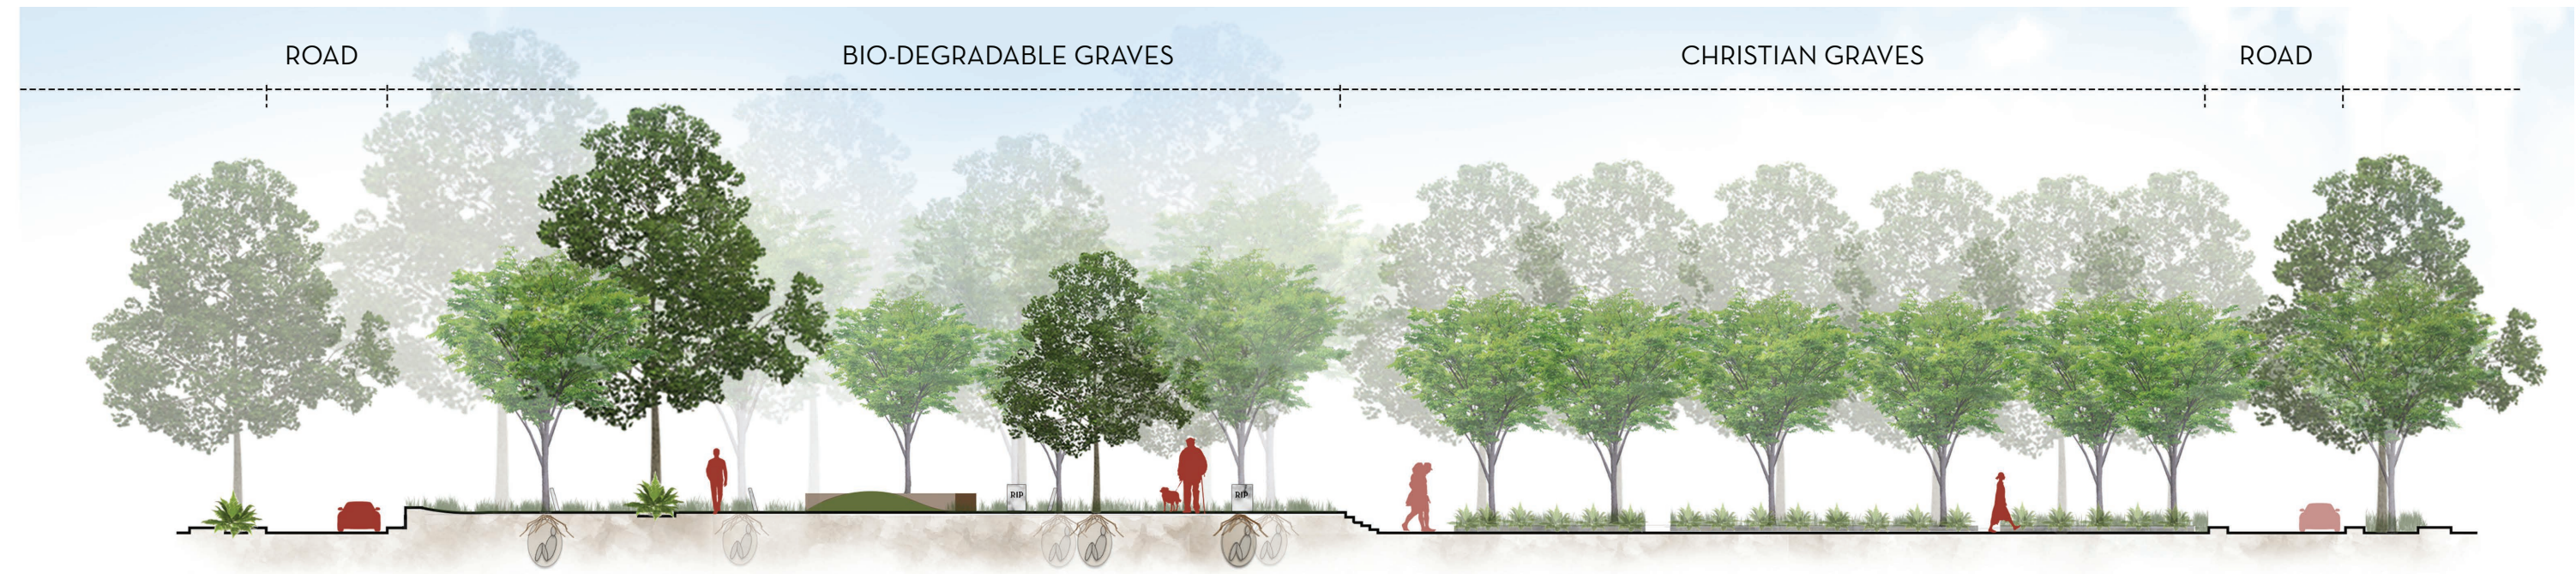 ROAD
BIO-DEGRADABLE GRAVES
CHRISTIAN GRAVES
ROAD
RIP
RIP